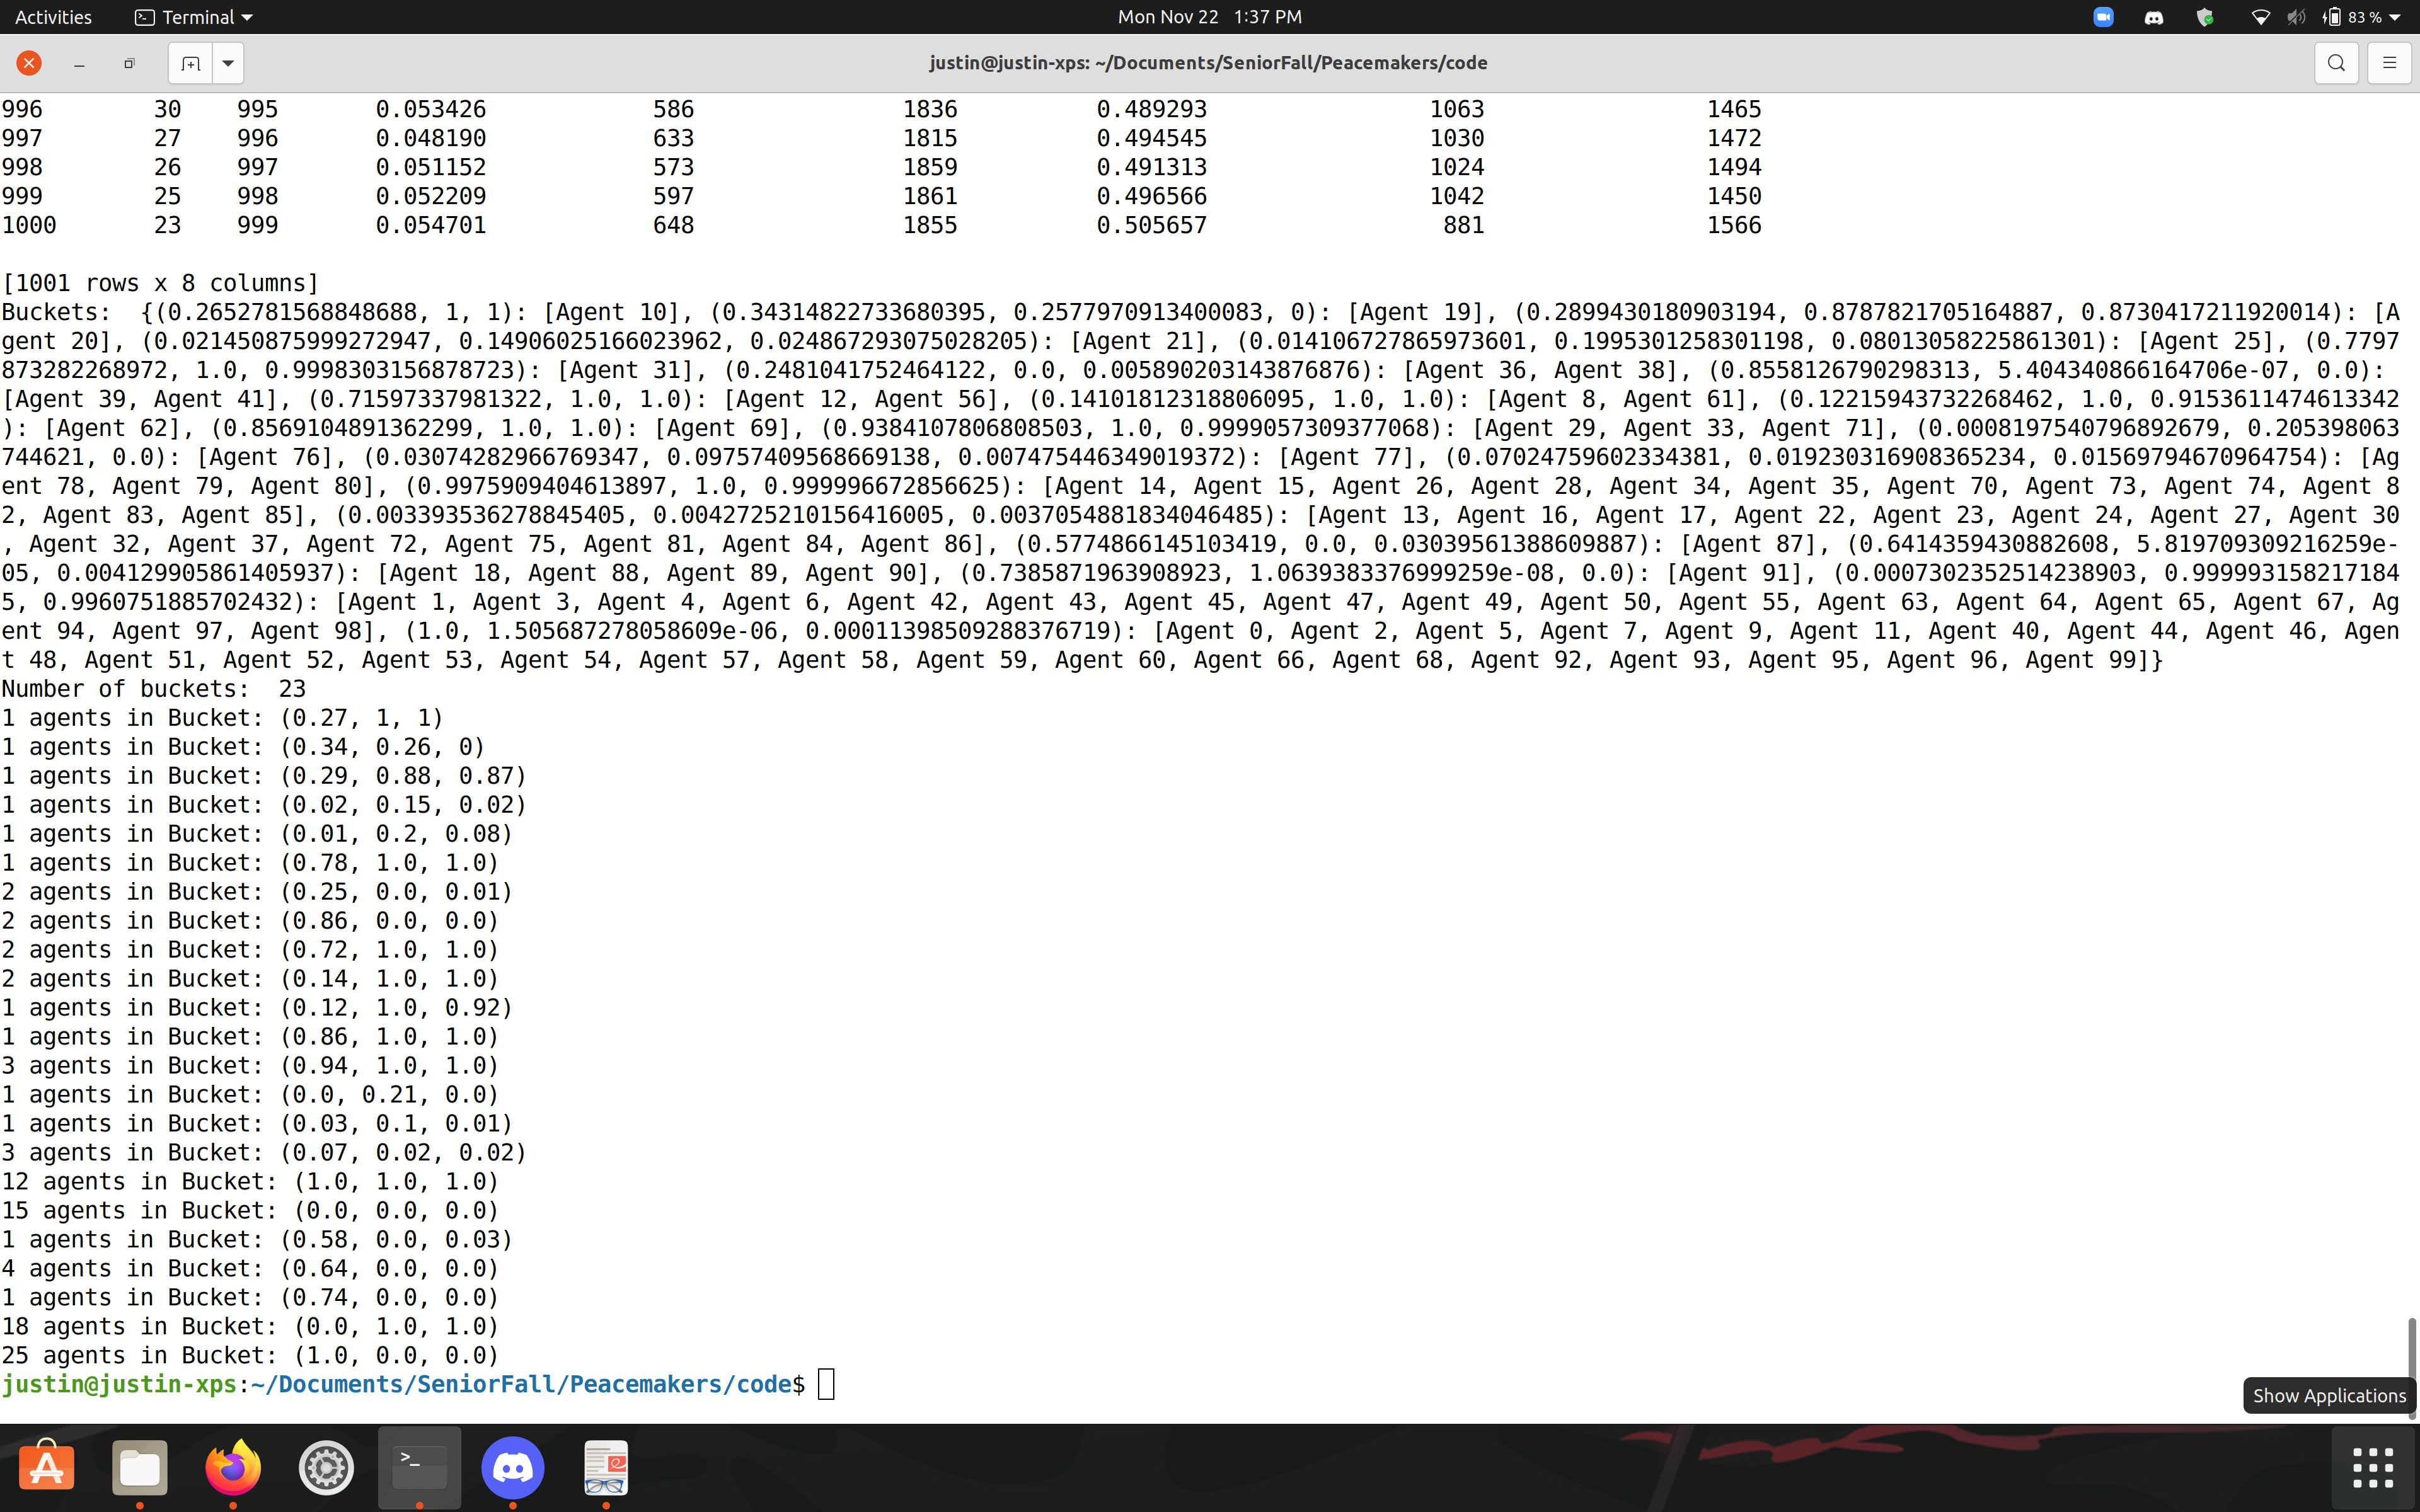 Activities Terminal Mon Nov 22 1:37 PM 83 %
justin@justin-xps: ~/Documents/SeniorFall/Peacemakers/code
996 30 995 0.053426 586 1836 0.489293 1063 1465
997 27 996 0.048190 633 1815 0.494545 1030 1472
998 26 997 0.051152 573 1859 0.491313 1024 1494
999 25 998 0.052209 597 1861 0.496566 1042 1450
1000 23 999 0.054701 648 1855 0.505657 881 1566
[1001 rows x 8 columns]
Buckets:  {(0.2652781568848688, 1, 1): [Agent 10], (0.34314822733680395, 0.2577970913400083, 0): [Agent 19], (0.2899430180903194, 0.8787821705164887, 0.8730417211920014): [A
gent 20], (0.021450875999272947, 0.14906025166023962, 0.024867293075028205): [Agent 21], (0.014106727865973601, 0.1995301258301198, 0.08013058225861301): [Agent 25], (0.7797
873282268972, 1.0, 0.9998303156878723): [Agent 31], (0.2481041752464122, 0.0, 0.005890203143876876): [Agent 36, Agent 38], (0.8558126790298313, 5.404340866164706e-07, 0.0):
[Agent 39, Agent 41], (0.71597337981322, 1.0, 1.0): [Agent 12, Agent 56], (0.14101812318806095, 1.0, 1.0): [Agent 8, Agent 61], (0.12215943732268462, 1.0, 0.9153611474613342
): [Agent 62], (0.8569104891362299, 1.0, 1.0): [Agent 69], (0.9384107806808503, 1.0, 0.9999057309377068): [Agent 29, Agent 33, Agent 71], (0.0008197540796892679, 0.205398063
744621, 0.0): [Agent 76], (0.03074282966769347, 0.09757409568669138, 0.007475446349019372): [Agent 77], (0.07024759602334381, 0.019230316908365234, 0.01569794670964754): [Ag
ent 78, Agent 79, Agent 80], (0.9975909404613897, 1.0, 0.999996672856625): [Agent 14, Agent 15, Agent 26, Agent 28, Agent 34, Agent 35, Agent 70, Agent 73, Agent 74, Agent 8
2, Agent 83, Agent 85], (0.003393536278845405, 0.0042725210156416005, 0.0037054881834046485): [Agent 13, Agent 16, Agent 17, Agent 22, Agent 23, Agent 24, Agent 27, Agent 30
, Agent 32, Agent 37, Agent 72, Agent 75, Agent 81, Agent 84, Agent 86], (0.5774866145103419, 0.0, 0.03039561388609887): [Agent 87], (0.6414359430882608, 5.819709309216259e-
05, 0.004129905861405937): [Agent 18, Agent 88, Agent 89, Agent 90], (0.7385871963908923, 1.0639383376999259e-08, 0.0): [Agent 91], (0.0007302352514238903, 0.999993158217184
5, 0.9960751885702432): [Agent 1, Agent 3, Agent 4, Agent 6, Agent 42, Agent 43, Agent 45, Agent 47, Agent 49, Agent 50, Agent 55, Agent 63, Agent 64, Agent 65, Agent 67, Ag
ent 94, Agent 97, Agent 98], (1.0, 1.505687278058609e-06, 0.00011398509288376719): [Agent 0, Agent 2, Agent 5, Agent 7, Agent 9, Agent 11, Agent 40, Agent 44, Agent 46, Agen
t 48, Agent 51, Agent 52, Agent 53, Agent 54, Agent 57, Agent 58, Agent 59, Agent 60, Agent 66, Agent 68, Agent 92, Agent 93, Agent 95, Agent 96, Agent 99]}
Number of buckets:  23
1 agents in Bucket: (0.27, 1, 1)
1 agents in Bucket: (0.34, 0.26, 0)
1 agents in Bucket: (0.29, 0.88, 0.87)
1 agents in Bucket: (0.02, 0.15, 0.02)
1 agents in Bucket: (0.01, 0.2, 0.08)
1 agents in Bucket: (0.78, 1.0, 1.0)
2 agents in Bucket: (0.25, 0.0, 0.01)
2 agents in Bucket: (0.86, 0.0, 0.0)
2 agents in Bucket: (0.72, 1.0, 1.0)
2 agents in Bucket: (0.14, 1.0, 1.0)
1 agents in Bucket: (0.12, 1.0, 0.92)
1 agents in Bucket: (0.86, 1.0, 1.0)
3 agents in Bucket: (0.94, 1.0, 1.0)
1 agents in Bucket: (0.0, 0.21, 0.0)
1 agents in Bucket: (0.03, 0.1, 0.01)
3 agents in Bucket: (0.07, 0.02, 0.02)
12 agents in Bucket: (1.0, 1.0, 1.0)
15 agents in Bucket: (0.0, 0.0, 0.0)
1 agents in Bucket: (0.58, 0.0, 0.03)
4 agents in Bucket: (0.64, 0.0, 0.0)
1 agents in Bucket: (0.74, 0.0, 0.0)
18 agents in Bucket: (0.0, 1.0, 1.0)
25 agents in Bucket: (1.0, 0.0, 0.0)
justin@justin-xps:~/Documents/SeniorFall/Peacemakers/code$
Show Applications